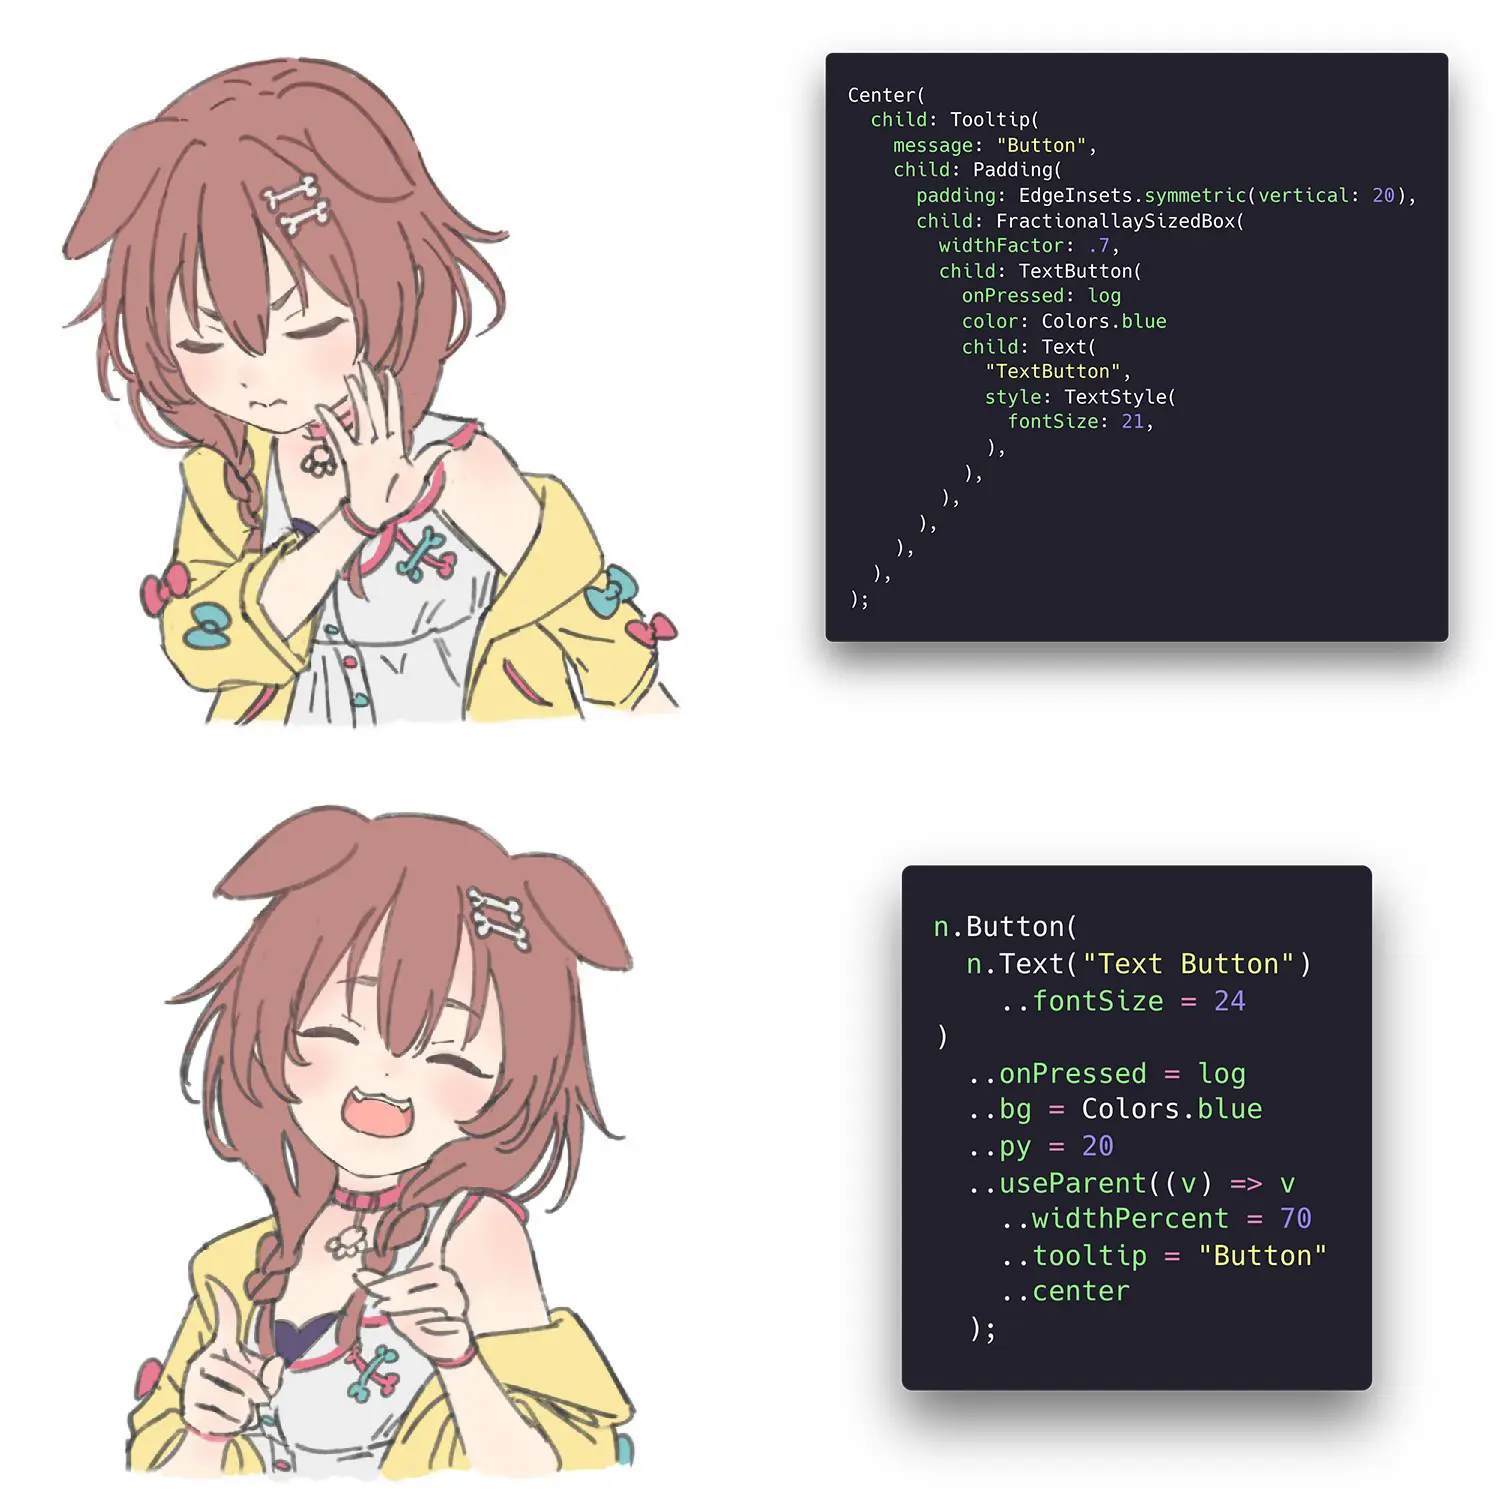 Center(
  child: Tooltip(
    message: "Button",
    child: Padding(
      padding: EdgeInsets.symmetric(vertical: 20),
      child: FractionallaySizedBox(
        widthFactor: .7,
        child: TextButton(
          onPressed: log
          color: Colors.blue
          child: Text(
            "TextButton",
            style: TextStyle(
              fontSize: 21,
            ),
          ),
        ),
      ),
    ),
  ),
);
n.Button(
  n.Text("Text Button")
    ..fontSize = 24
)
  ..onPressed = log
  ..bg = Colors.blue
  ..py = 20
  ..useParent((v) => v
    ..widthPercent = 70
    ..tooltip = "Button"
    ..center
  );